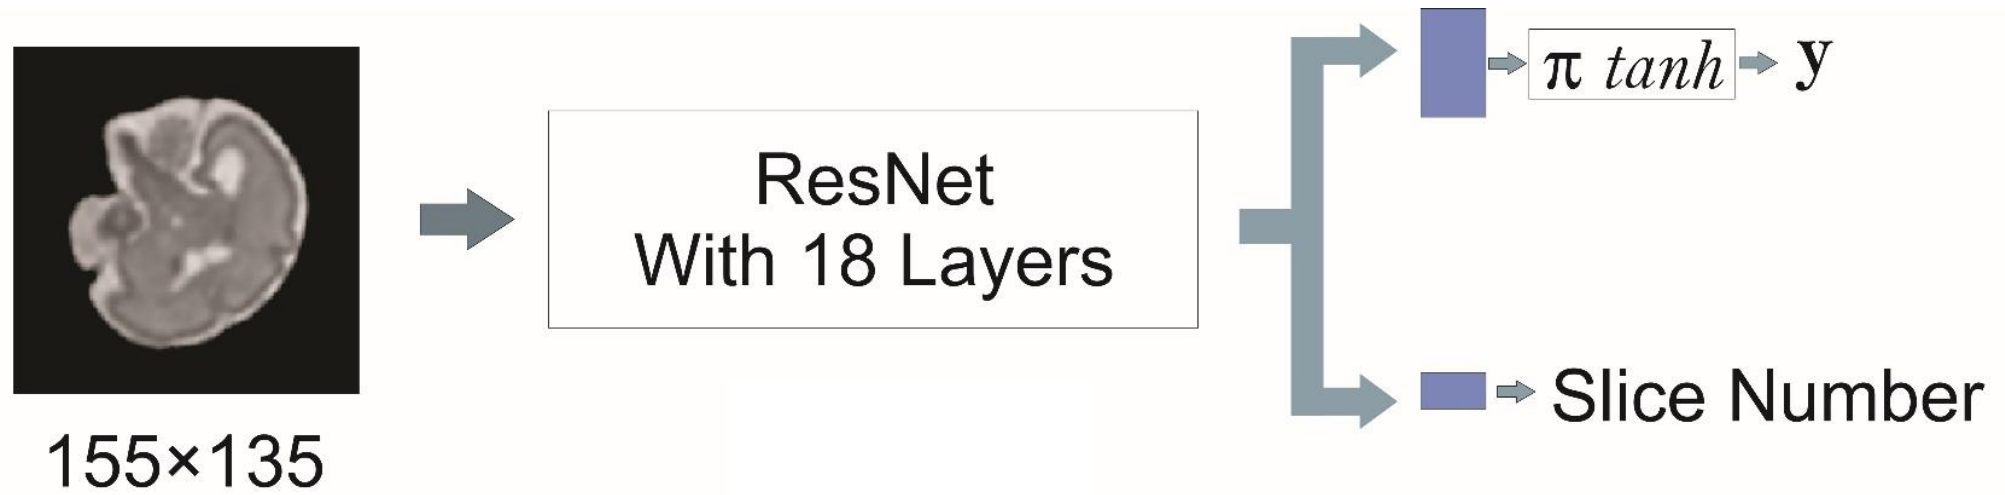 155×135
ResNet
With 18 Layers
π tanh
y
Slice Number